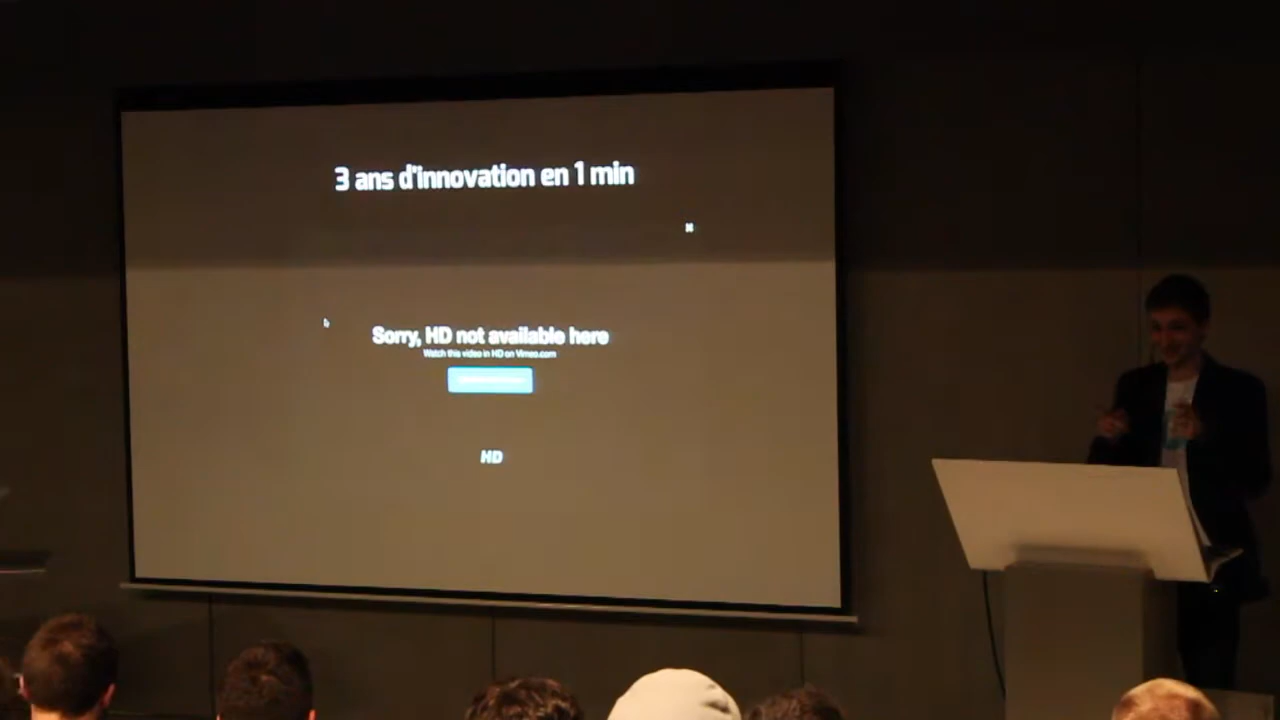 3 ans d'innovation en 1 min
Sorry, HD not available here
Watch this video in HD on Vimeo.com
HD